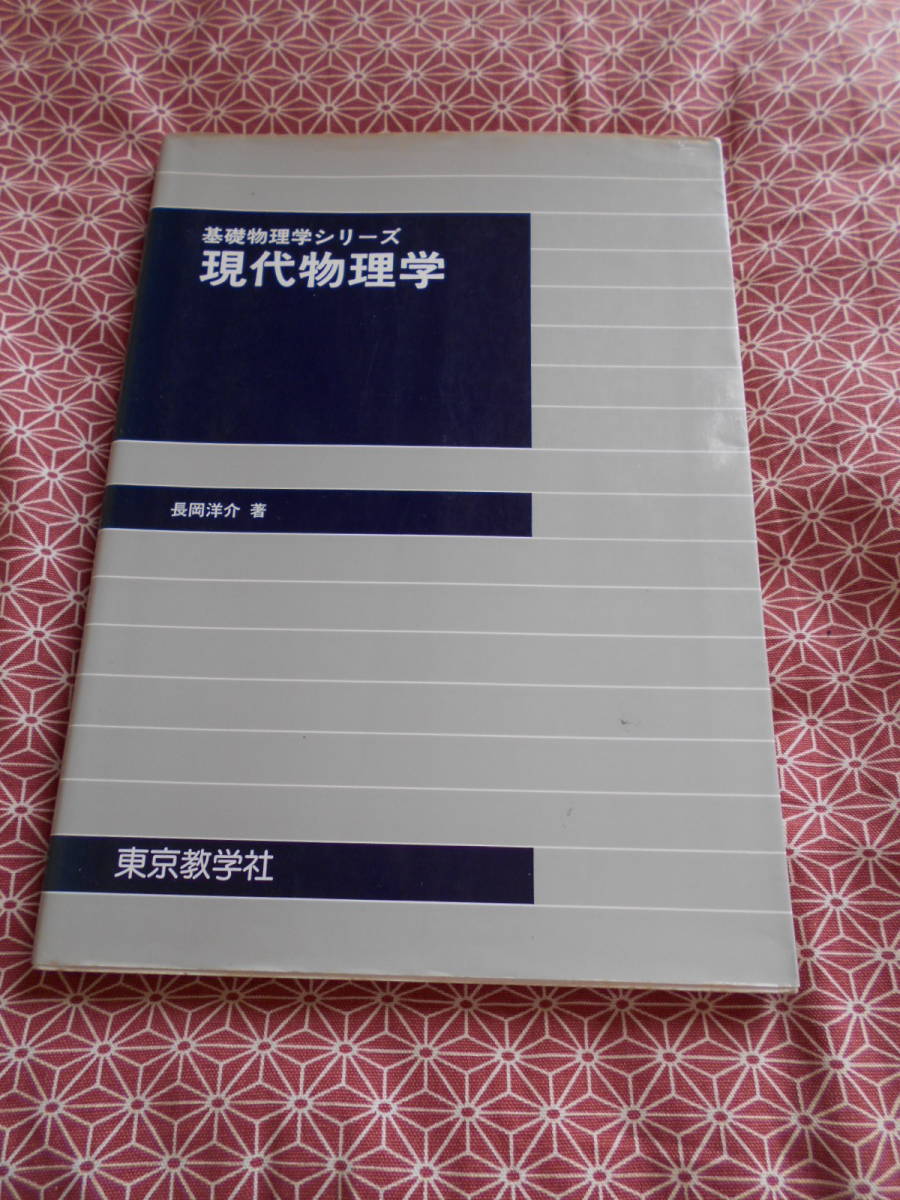 基礎物理学シリーズ
現代物理学
長岡洋介 著
東京教学社